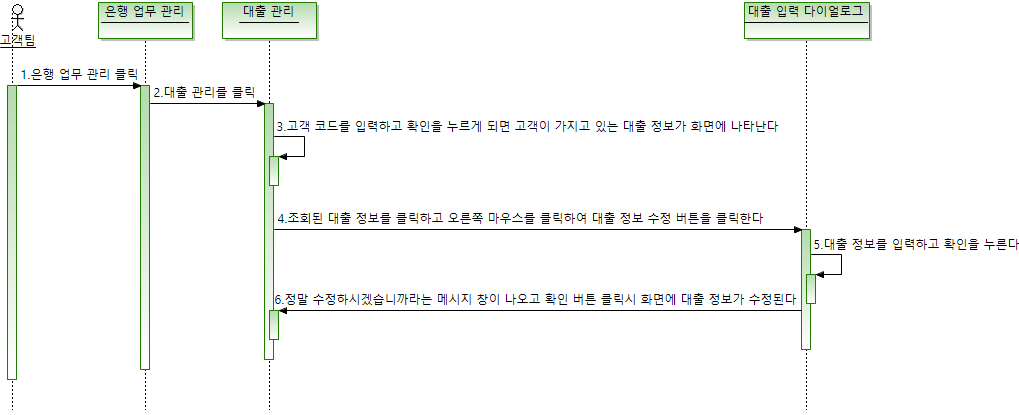 은행 업무 관리
대출 관리
대출 입력 다이얼로그
고객팀
1.은행 업무 관리 클릭
2.대출 관리를 클릭
3.고객 코드를 입력하고 확인을 누르게 되면 고객이 가지고 있는 대출 정보가 화면에 나타난다
4.조회된 대출 정보를 클릭하고 오른쪽 마우스를 클릭하여 대출 정보 수정 버튼을 클릭한다
5.대출 정보를 입력하고 확인을 누른다
6.정말 수정하시겠습니까라는 메시지 창이 나오고 확인 버튼 클릭시 화면에 대출 정보가 수정된다